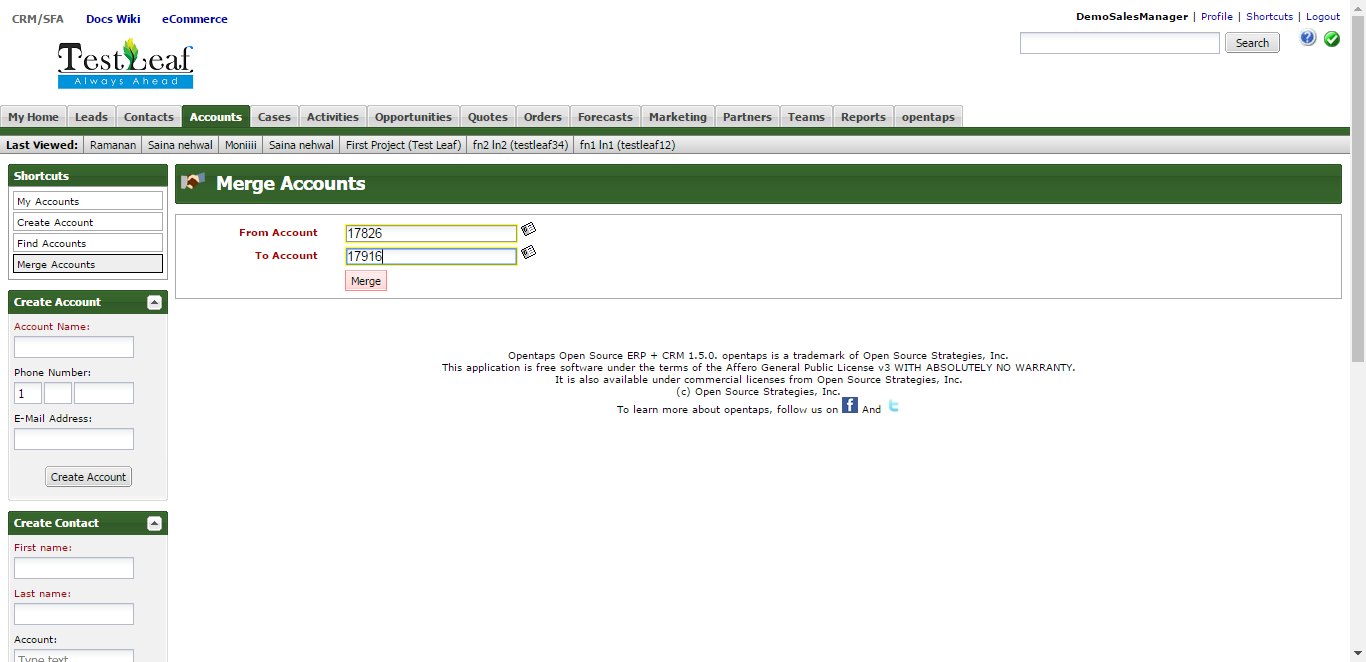 CRM/SFA Docs Wiki eCommerce
DemoSalesManager | Profile | Shortcuts | Logout
TestLeaf
Always Ahead
Search
My Home Leads Contacts Accounts Cases Activities Opportunities Quotes Orders Forecasts Marketing Partners Teams Reports opentaps
Last Viewed: Ramanan Saina nehwal Moniiii Saina nehwal First Project (Test Leaf) fn2 ln2 (testleaf34) fn1 ln1 (testleaf12)
Shortcuts
My Accounts
Create Account
Find Accounts
Merge Accounts
Merge Accounts
From Account 17826
To Account 17916
Merge
Create Account
Account Name:
Phone Number:
1
E-Mail Address:
Create Account
Create Contact
First name:
Last name:
Account:
Type text
Opentaps Open Source ERP + CRM 1.5.0. opentaps is a trademark of Open Source Strategies, Inc.
This application is free software under the terms of the Affero General Public License v3 WITH ABSOLUTELY NO WARRANTY.
It is also available under commercial licenses from Open Source Strategies, Inc.
(c) Open Source Strategies, Inc.
To learn more about opentaps, follow us on f And t